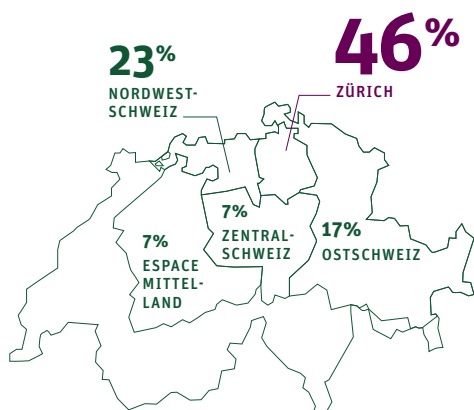 46%
ZÜRICH
23%
NORDWEST-
SCHWEIZ
7%
ZENTRAL-
SCHWEIZ
17%
OSTSCHWEIZ
7%
ESPACE
MITTEL-
LAND